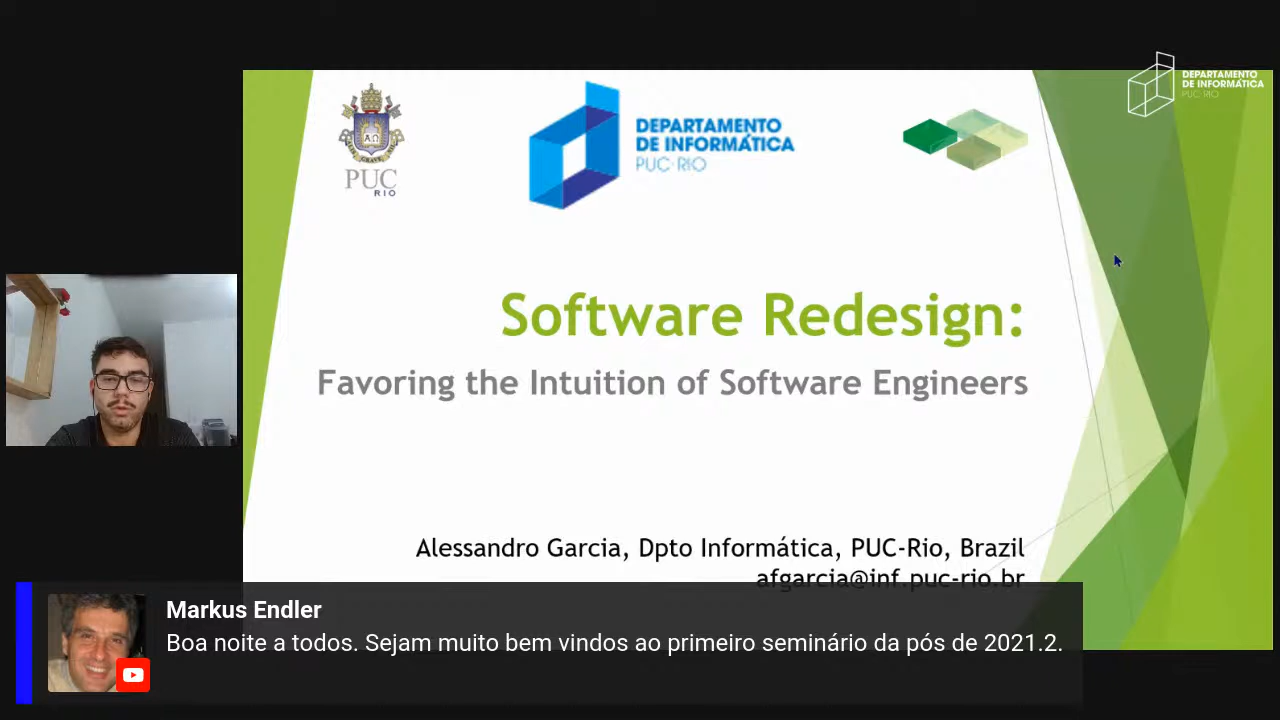 PUC
RIO
DEPARTAMENTO
DE INFORMÁTICA
PUC·RIO
DEPARTAMENTO
DE INFORMÁTICA
PUC·RIO
Software Redesign:
Favoring the Intuition of Software Engineers
Alessandro Garcia, Dpto Informática, PUC-Rio, Brazil
afgarcia@inf.puc-rio.br
Markus Endler
Boa noite a todos. Sejam muito bem vindos ao primeiro seminário da pós de 2021.2.